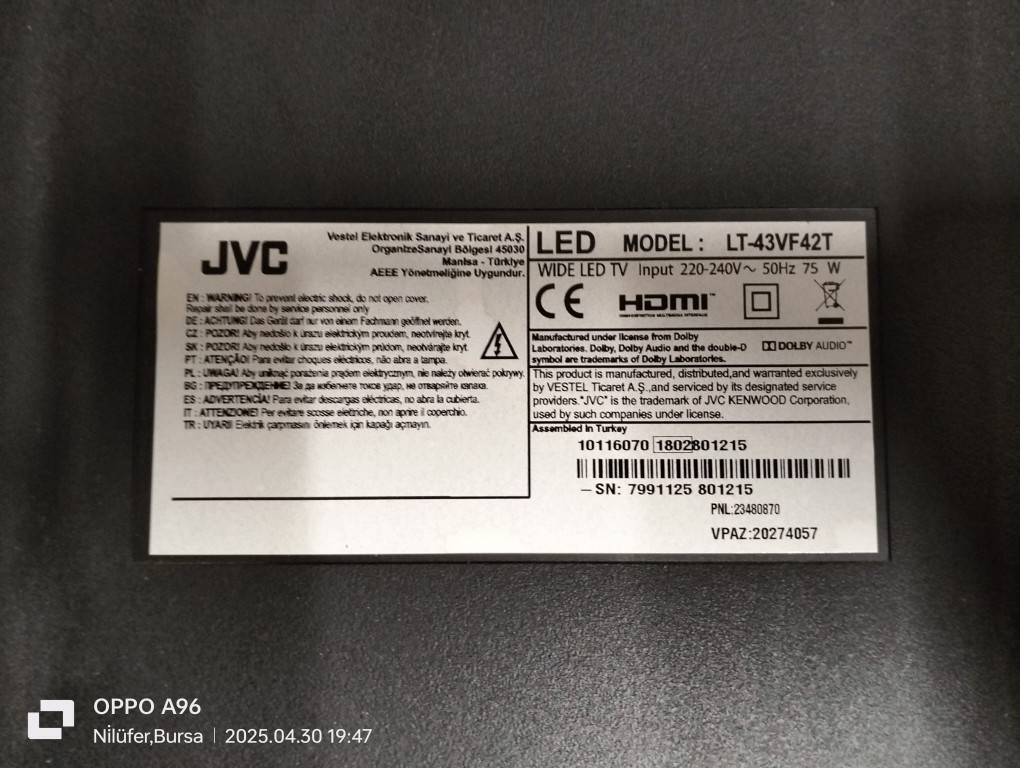 JVC
Vestel Elektronik Sanayi ve Ticaret A.Ş.
OrganizeSanayi Bölgesi 45030
Manisa - Türkiye
AEEE Yönetmeliğine Uygundur.
EN : WARNING! To prevent electric shock, do not open cover.
Repair shall be done by service personnel only
DE : ACHTUNG! Das Gerät darf nur von einem Fachmann geöffnet werden.
CZ : POZOR! Aby nedošlo k úrazu elektrickým proudem, neotvírejte kryt.
SK : POZOR! Aby nedošlo k úrazu elektrickým prúdom, neotvárajte kryt.
PT : ATENÇÃO! Para evitar choques eléctricos, não abra a tampa.
PL : UWAGA! Aby uniknąć porażenia prądem elektrycznym, nie należy otwierać pokrywy.
BG : ПРЕДУПРЕЖДЕНИЕ! За да избегнете токов удар, не отваряйте капака.
ES : ADVERTENCIA! Para evitar descargas eléctricas, no abra la cubierta.
IT : ATTENZIONE! Per evitare scosse elettriche, non aprire il coperchio.
TR : UYARI! Elektrik çarpmasını önlemek için kapağı açmayın.
LED MODEL : LT-43VF42T
WIDE LED TV Input 220-240V~ 50Hz 75 W
CE HDMI™
HIGH-DEFINITION MULTIMEDIA INTERFACE
Manufactured under license from Dolby
Laboratories. Dolby, Dolby Audio and the double-D
symbol are trademarks of Dolby Laboratories.
DOLBY AUDIO™
This product is manufactured, distributed,and warranted exclusively
by VESTEL Ticaret A.Ş.,and serviced by its designated service
providers."JVC" is the trademark of JVC KENWOOD Corporation,
used by such companies under license.
Assembled in Turkey
10116070 1802801215
–SN: 7991125 801215
PNL:23480870
VPAZ:20274057
OPPO A96
Nilüfer,Bursa | 2025.04.30 19:47